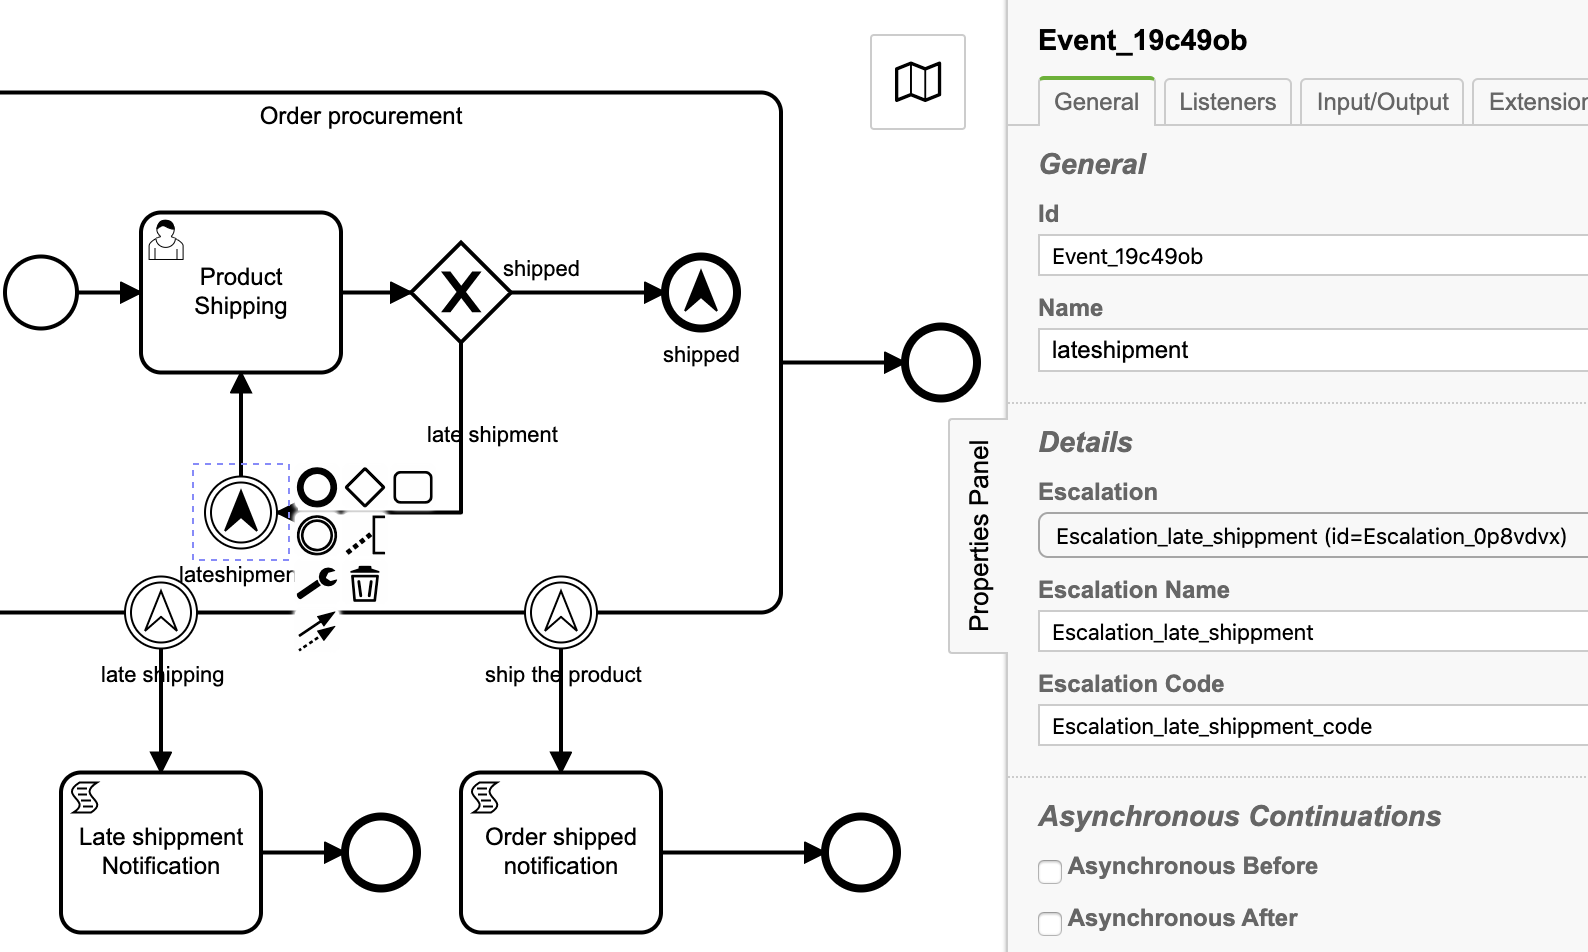 Order procurement
Product
Shipping
X
shipped
shipped
late shipment
lateshipmen
late shipping
ship the product
Late shippment
Notification
Order shipped
notification
Properties Panel
Event_19c49ob
General
Listeners
Input/Output
Extension
General
Id
Event_19c49ob
Name
lateshipment
Details
Escalation
Escalation_late_shippment (id=Escalation_0p8vdvx)
Escalation Name
Escalation_late_shippment
Escalation Code
Escalation_late_shippment_code
Asynchronous Continuations
Asynchronous Before
Asynchronous After